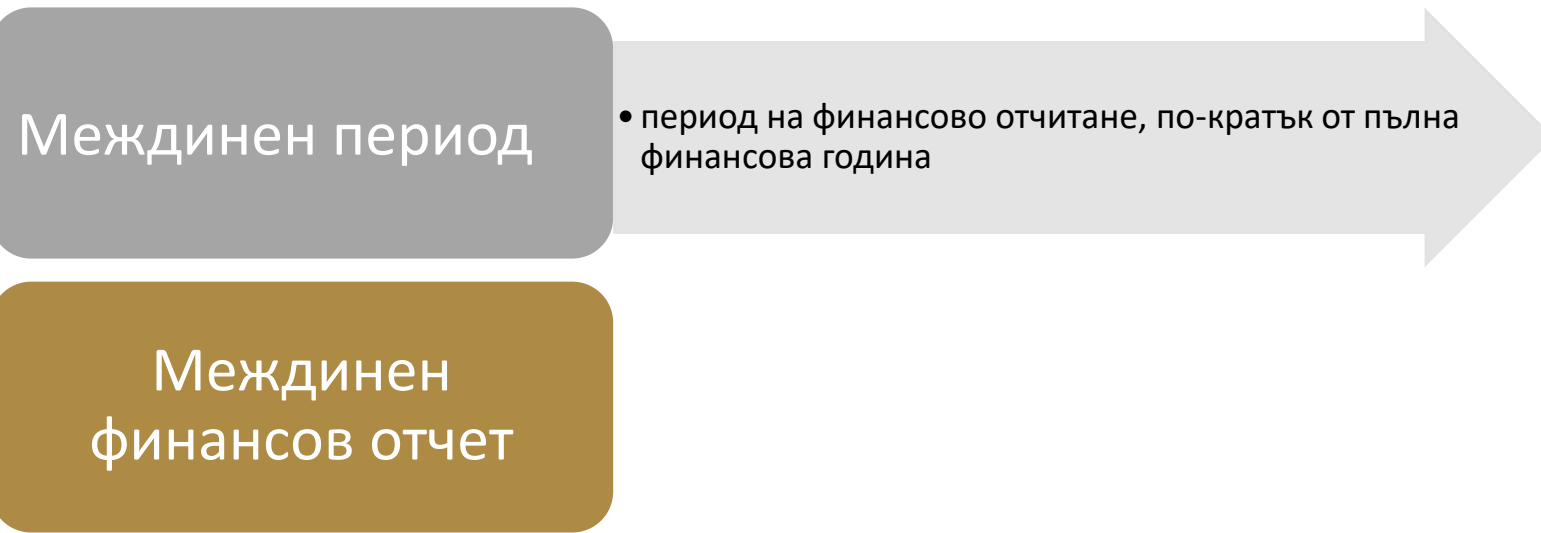 Междинен период
• период на финансово отчитане, по-кратък от пълна
финансова година
Междинен
финансов отчет